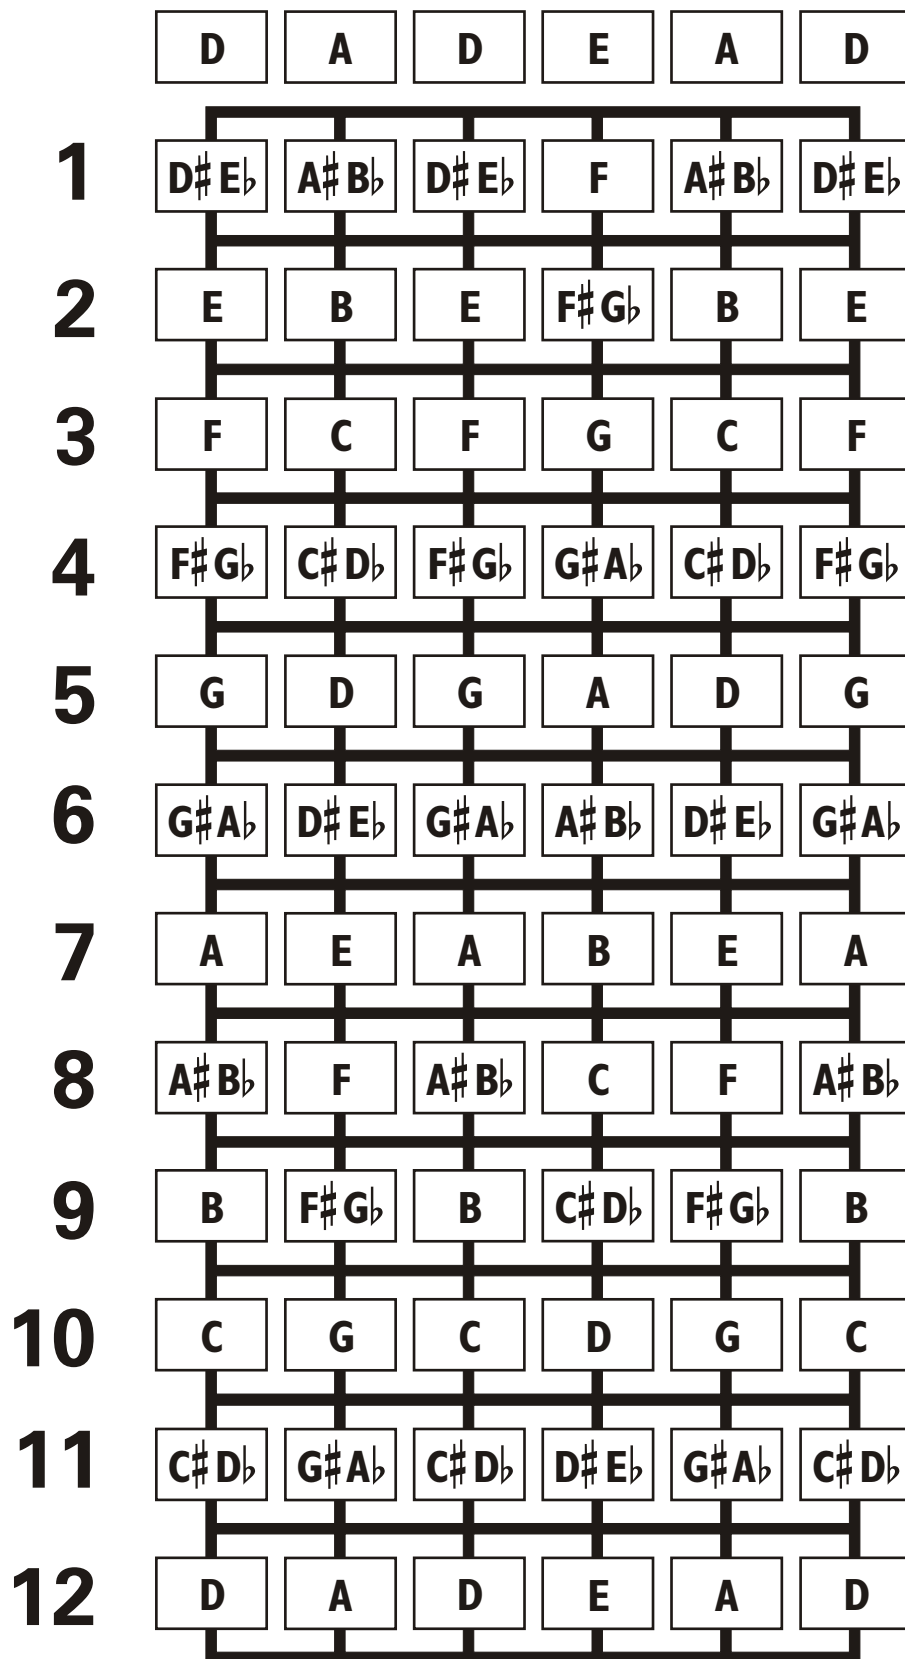 D A D E A D
1 D♯E♭ A♯B♭ D♯E♭ F A♯B♭ D♯E♭
2 E B E F♯G♭ B E
3 F C F G C F
4 F♯G♭ C♯D♭ F♯G♭ G♯A♭ C♯D♭ F♯G♭
5 G D G A D G
6 G♯A♭ D♯E♭ G♯A♭ A♯B♭ D♯E♭ G♯A♭
7 A E A B E A
8 A♯B♭ F A♯B♭ C F A♯B♭
9 B F♯G♭ B C♯D♭ F♯G♭ B
10 C G C D G C
11 C♯D♭ G♯A♭ C♯D♭ D♯E♭ G♯A♭ C♯D♭
12 D A D E A D